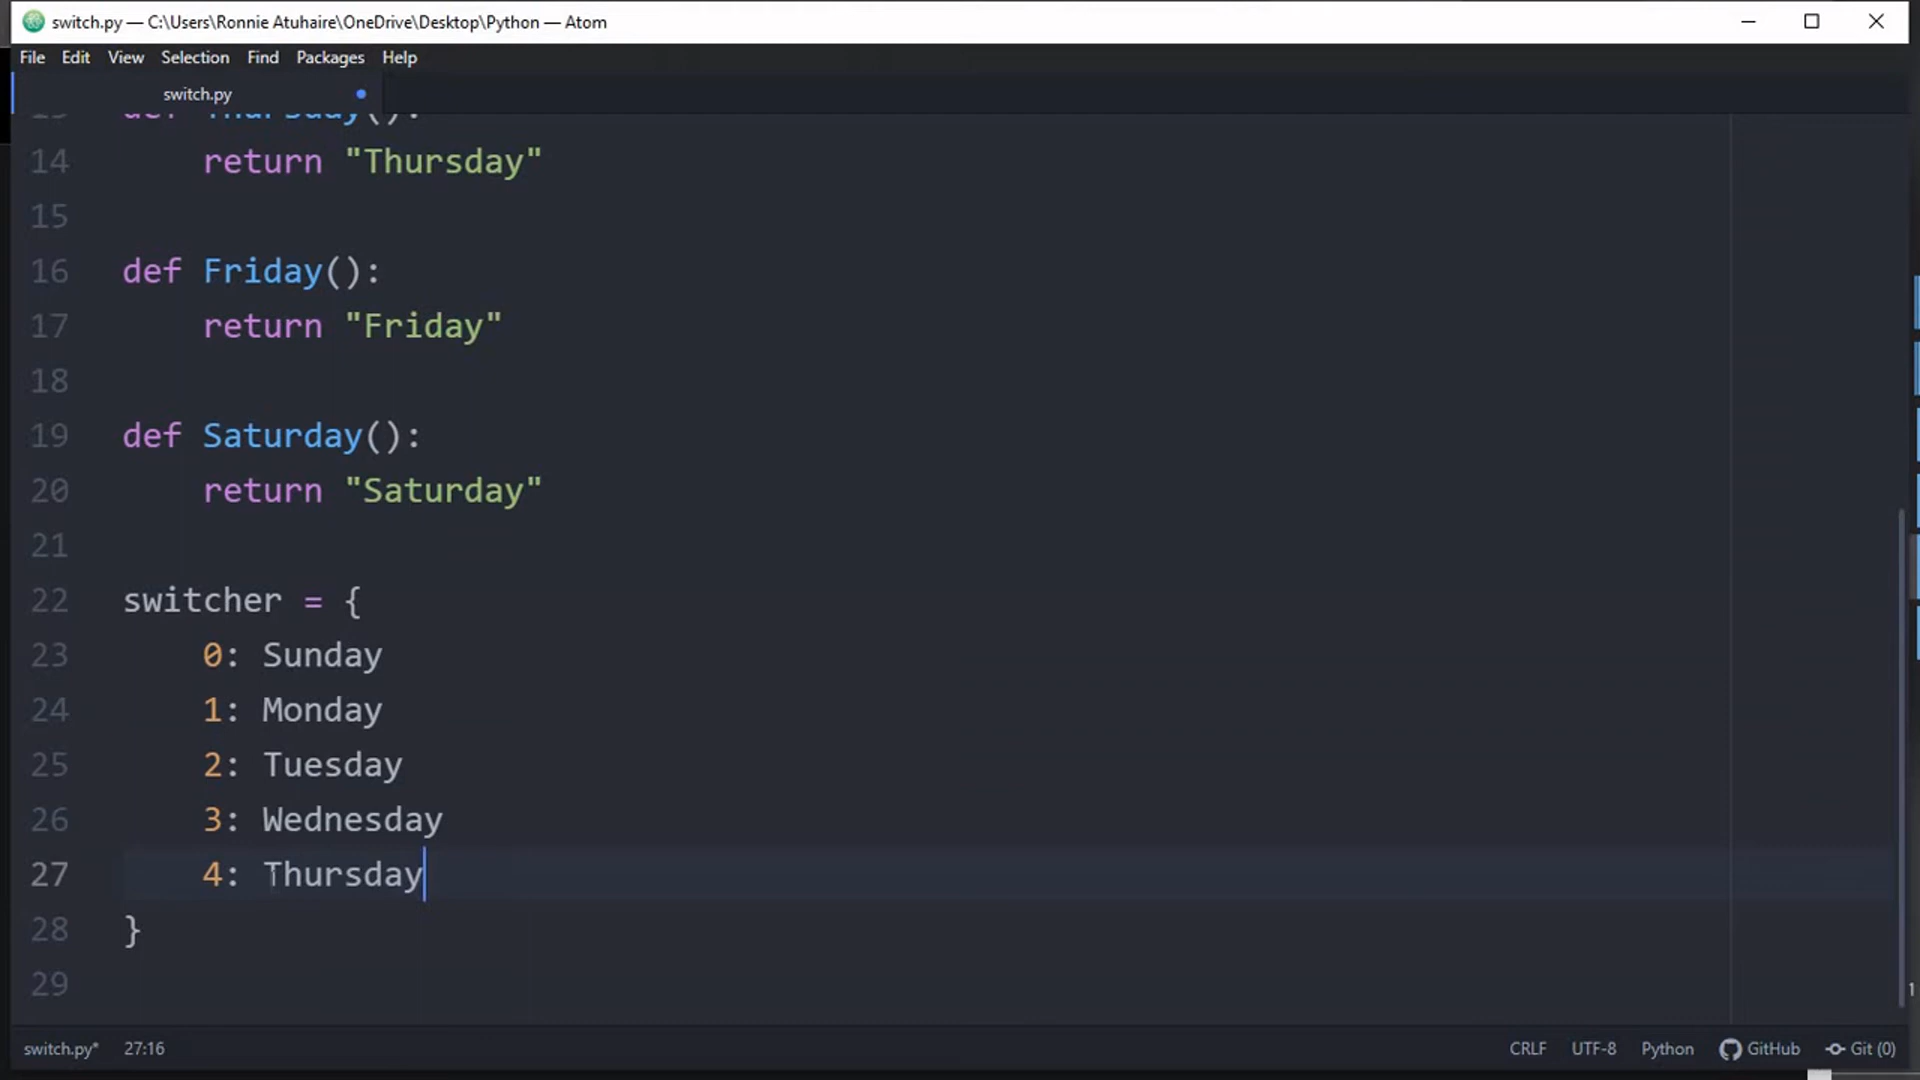 switch.py — C:\Users\Ronnie Atuhaire\OneDrive\Desktop\Python — Atom
File Edit View Selection Find Packages Help
switch.py
13 def Thursday():
14 return "Thursday"
15
16 def Friday():
17 return "Friday"
18
19 def Saturday():
20 return "Saturday"
21
22 switcher = {
23 0: Sunday
24 1: Monday
25 2: Tuesday
26 3: Wednesday
27 4: Thursday
28 }
29
switch.py* 27:16 CRLF UTF-8 Python GitHub Git (0)